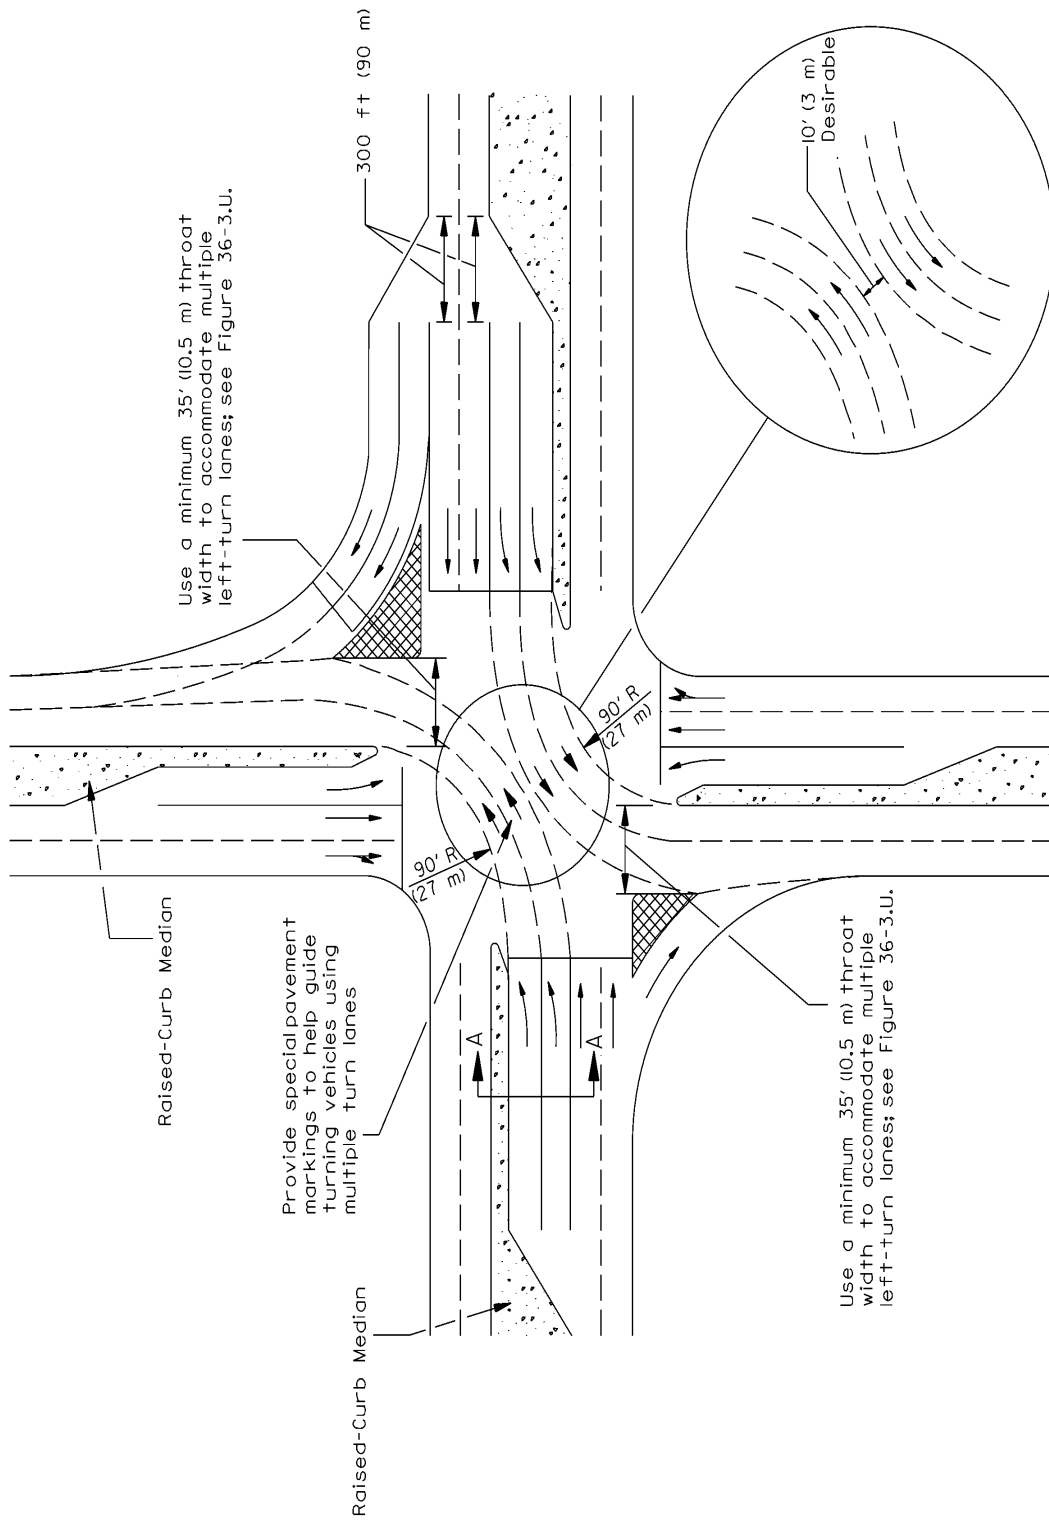 300 ft (90 m)
Use a minimum 35' (10.5 m) throat
width to accommodate multiple
left-turn lanes; see Figure 36-3.U.
10' (3 m)
Desirable
90' R
(27 m)
90' R
(27 m)
Raised-Curb Median
Provide special pavement
markings to help guide
turning vehicles using
multiple turn lanes
A
A
Raised-Curb Median
Use a minimum 35' (10.5 m) throat
width to accommodate multiple
left-turn lanes; see Figure 36-3.U.